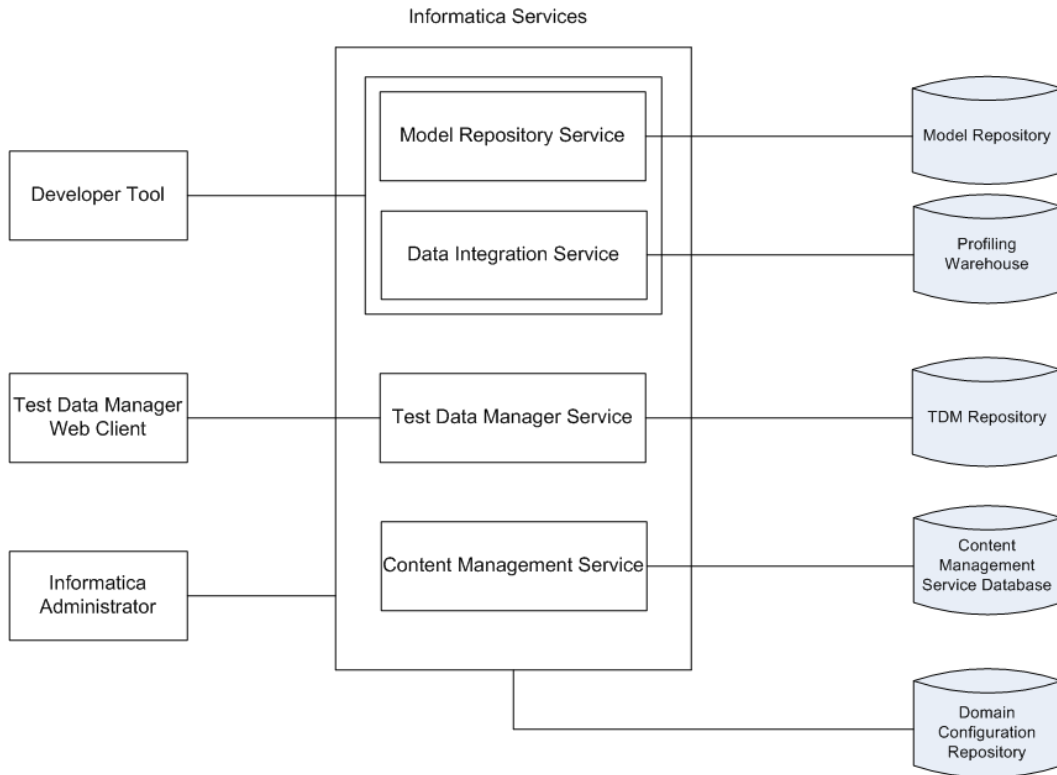 Informatica Services
Model Repository Service
Model Repository
Developer Tool
Data Integration Service
Profiling
Warehouse
Test Data Manager
Web Client
Test Data Manager Service
TDM Repository
Content Management Service
Content
Management
Service Database
Informatica
Administrator
Domain
Configuration
Repository